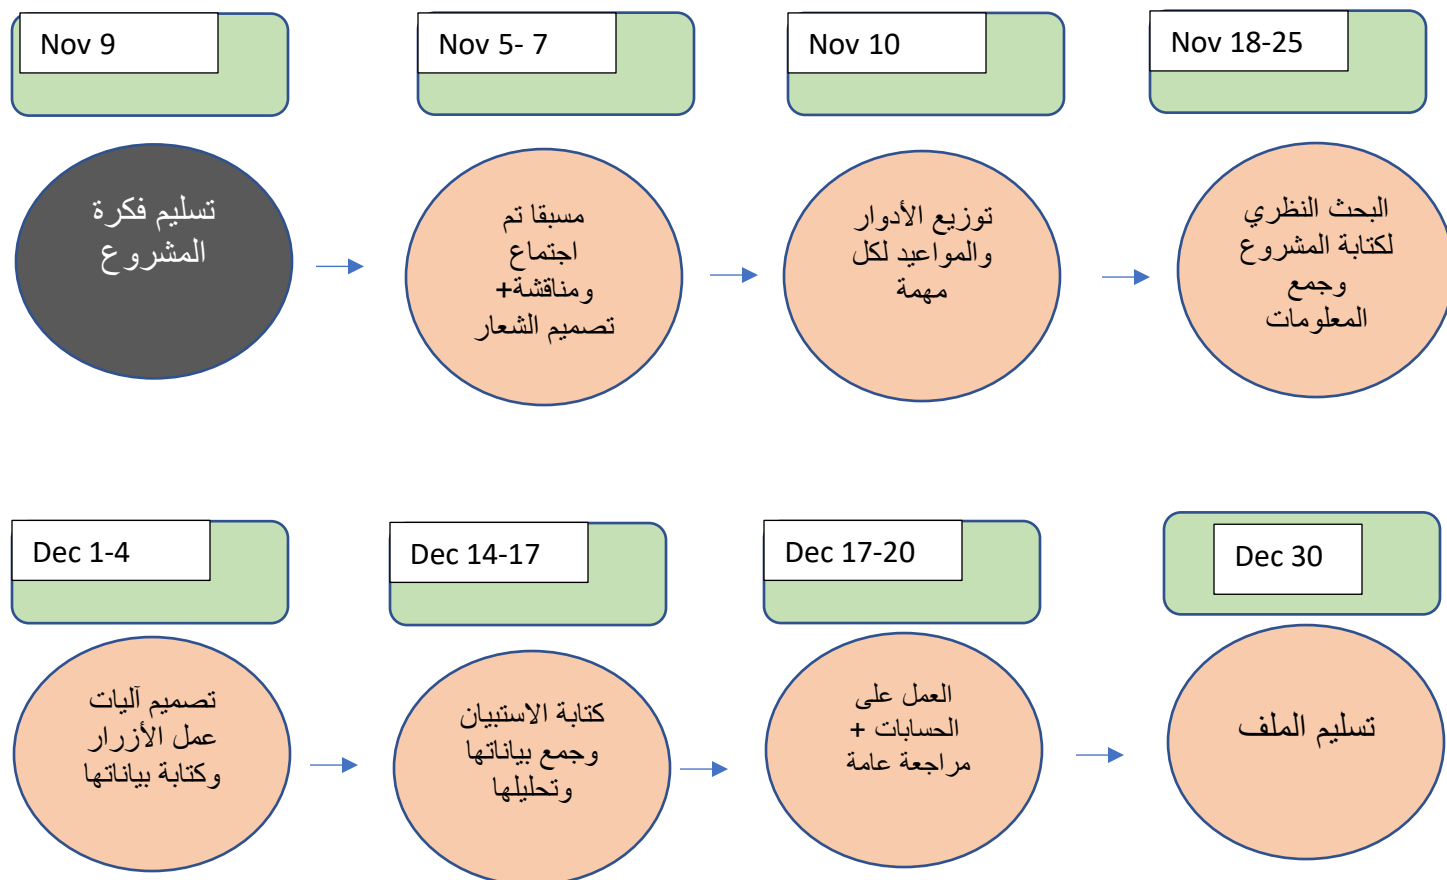 Nov 9
Nov 5- 7
Nov 10
Nov 18-25
تسليم فكرة
المشروع
مسبقا تم
اجتماع
ومناقشة+
تصميم الشعار
توزيع الأدوار
والمواعيد لكل
مهمة
البحث النظري
لكتابة المشروع
وجمع
المعلومات
Dec 1-4
Dec 14-17
Dec 17-20
Dec 30
تصميم آليات
عمل الأزرار
وكتابة بياناتها
كتابة الاستبيان
وجمع بياناتها
وتحليلها
العمل على
الحسابات +
مراجعة عامة
تسليم الملف